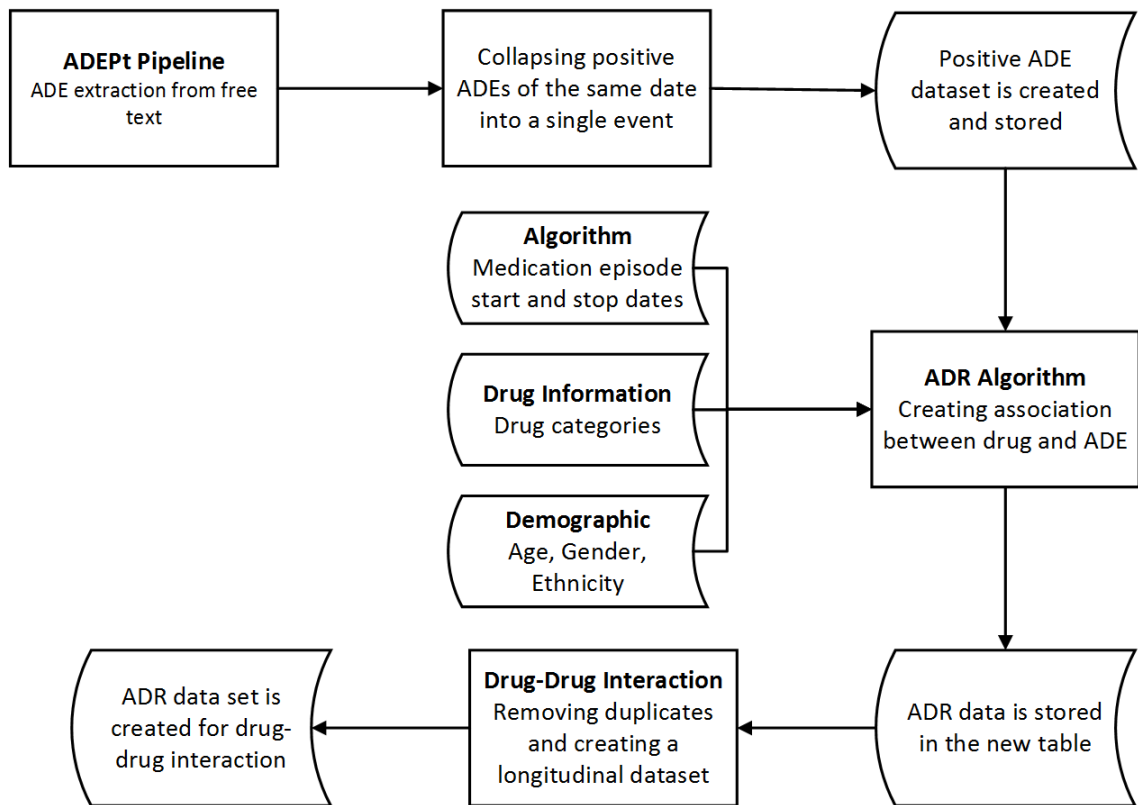 ADEPt Pipeline
ADE extraction from free
text
Collapsing positive
ADEs of the same date
into a single event
Positive ADE
dataset is created
and stored
Algorithm
Medication episode
start and stop dates
Drug Information
Drug categories
Demographic
Age, Gender,
Ethnicity
ADR Algorithm
Creating association
between drug and ADE
ADR data set is
created for drug-
drug interaction
Drug-Drug Interaction
Removing duplicates
and creating a
longitudinal dataset
ADR data is stored
in the new table